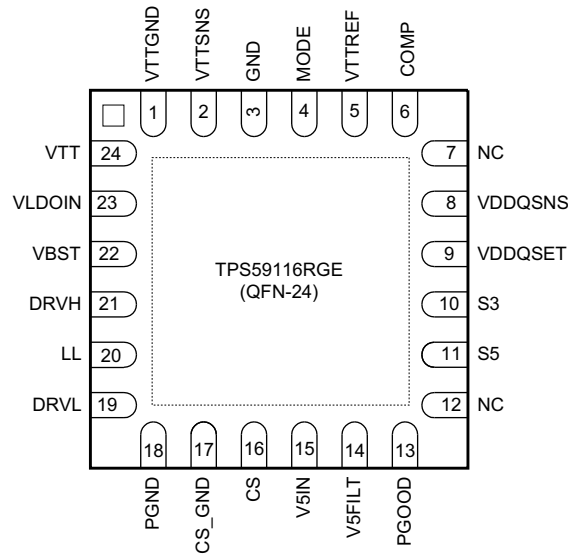 VTTGND
VTTSNS
GND
MODE
VTTREF
COMP
1
2
3
4
5
6
VTT 24
7 NC
VLDOIN 23
8 VDDQSNS
VBST 22
9 VDDQSET
TPS59116RGE
(QFN-24)
DRVH 21
10 S3
LL 20
11 S5
DRVL 19
12 NC
18
17
16
15
14
13
PGND
CS_GND
CS
V5IN
V5FILT
PGOOD